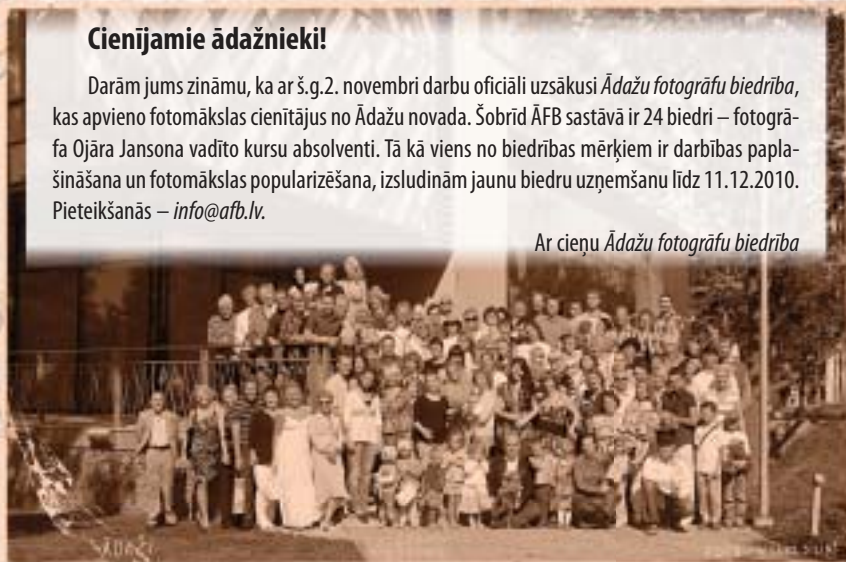 Cienījamie ādažnieki!
Darām jums zināmu, ka ar š.g.2. novembri darbu oficiāli uzsākusi Ādažu fotogrāfu biedrība,
kas apvieno fotomākslas cienītājus no Ādažu novada. Šobrīd ĀFB sastāvā ir 24 biedri – fotogrā-
fa Ojāra Jansona vadīto kursu absolventi. Tā kā viens no biedrības mērķiem ir darbības papla-
šināšana un fotomākslas popularizēšana, izsludinām jaunu biedru uzņemšanu līdz 11.12.2010.
Pieteikšanās – info@afb.lv.
Ar cieņu Ādažu fotogrāfu biedrība
ĀDAŽI